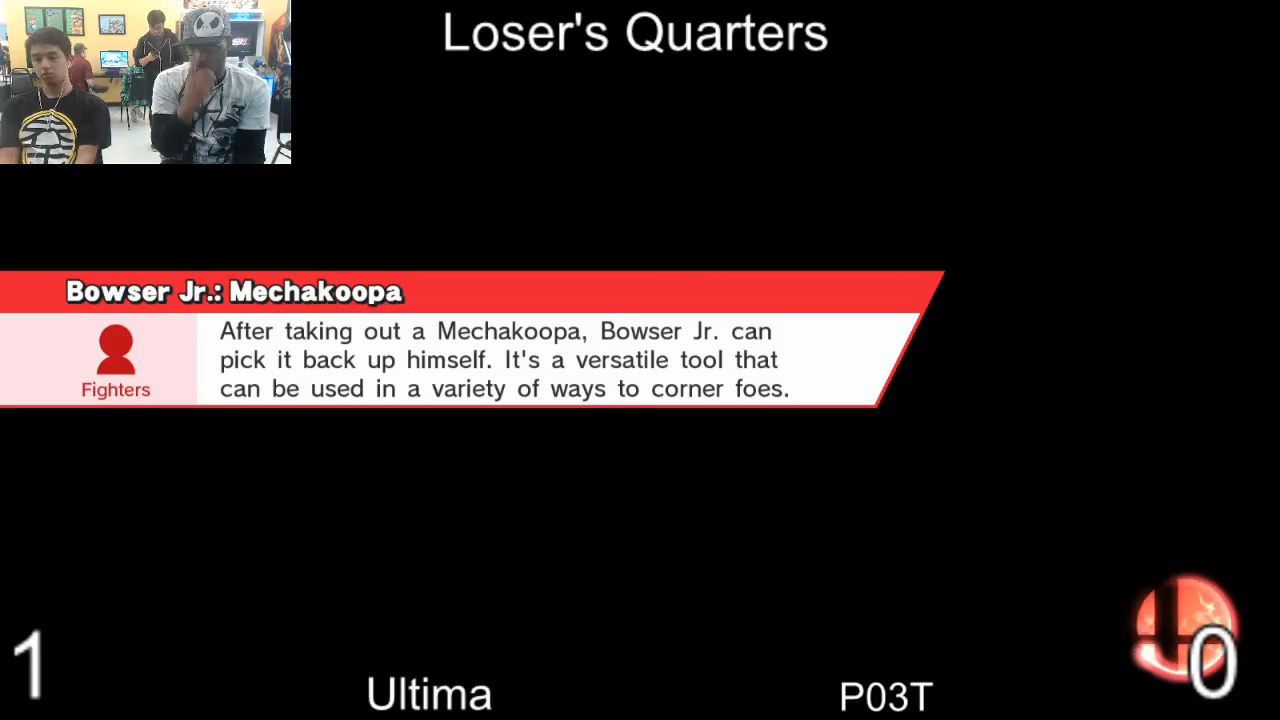 Loser's Quarters
Bowser Jr.: Mechakoopa
After taking out a Mechakoopa, Bowser Jr. can
pick it back up himself. It's a versatile tool that
can be used in a variety of ways to corner foes.
Fighters
1
Ultima
P03T
0